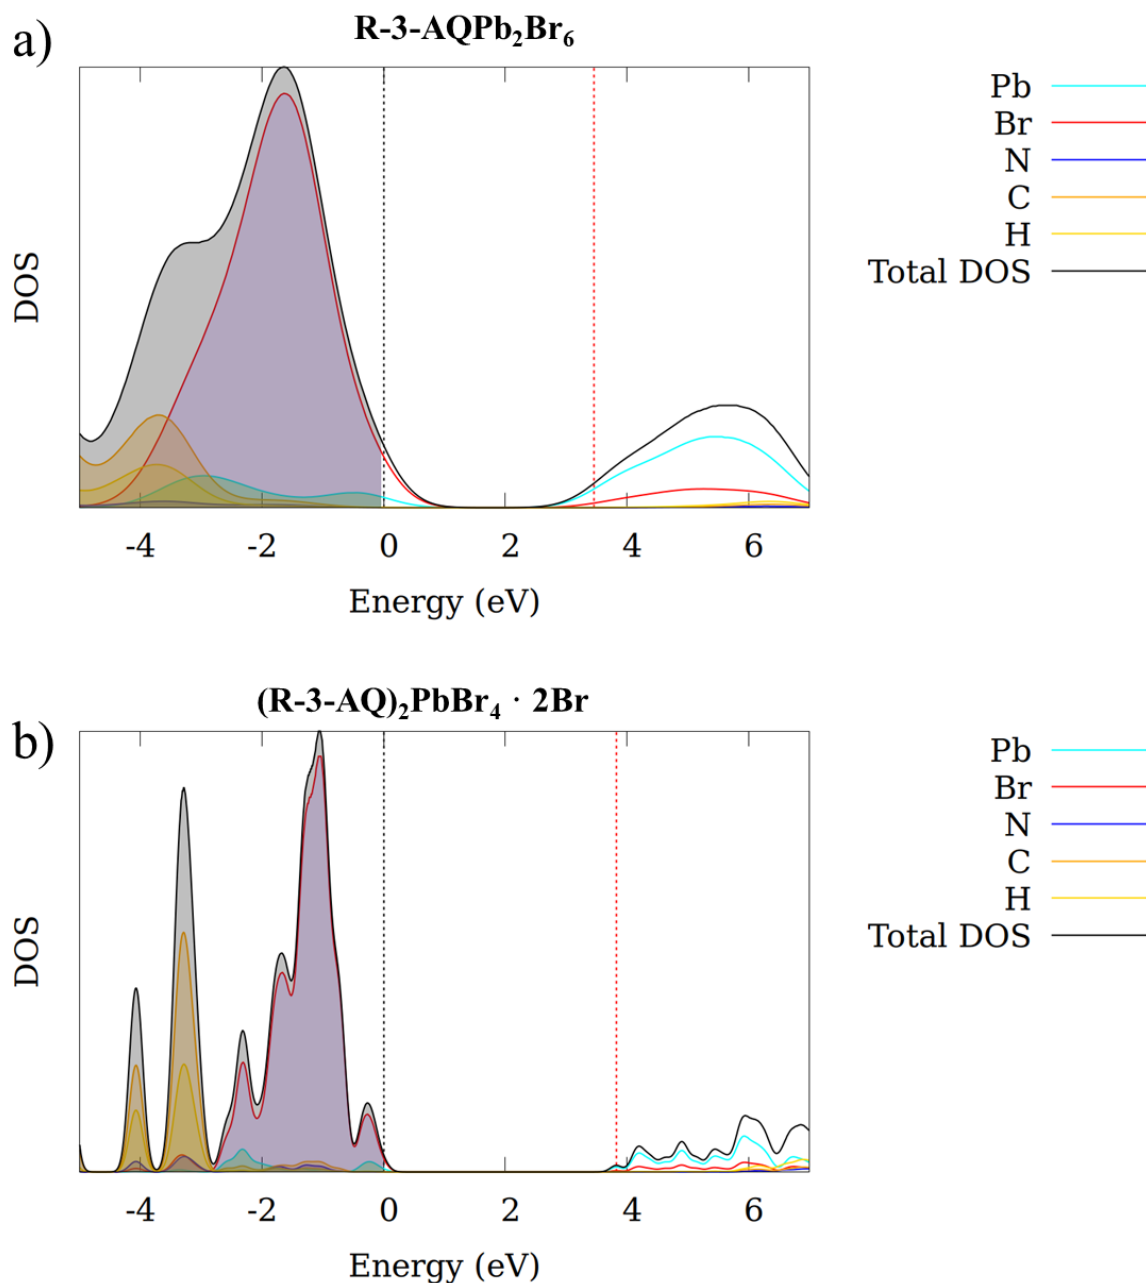 a)
R-3-AQPb₂Br₆
DOS
-4 -2 0 2 4 6
Energy (eV)
Pb
Br
N
C
H
Total DOS
b)
(R-3-AQ)₂PbBr₄ · 2Br
DOS
-4 -2 0 2 4 6
Energy (eV)
Pb
Br
N
C
H
Total DOS